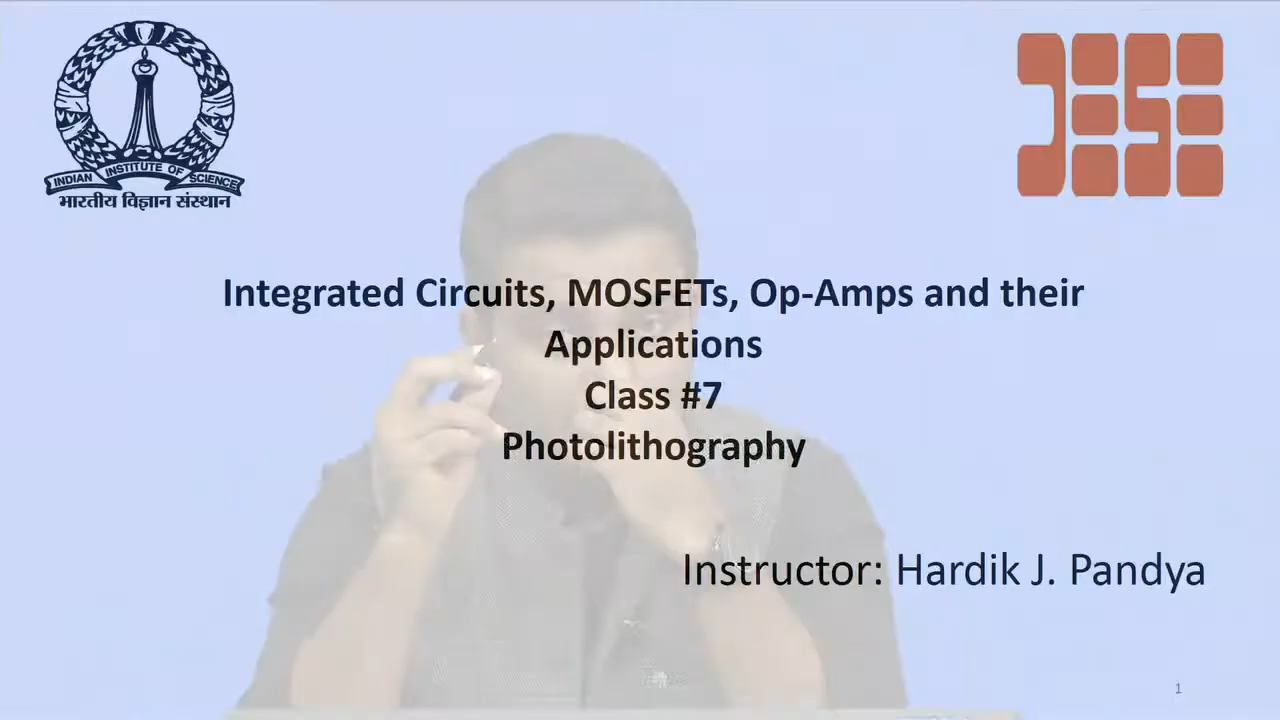 INDIAN INSTITUTE OF SCIENCE
भारतीय विज्ञान संस्थान
DESE
Integrated Circuits, MOSFETs, Op-Amps and their
Applications
Class #7
Photolithography
Instructor: Hardik J. Pandya
1